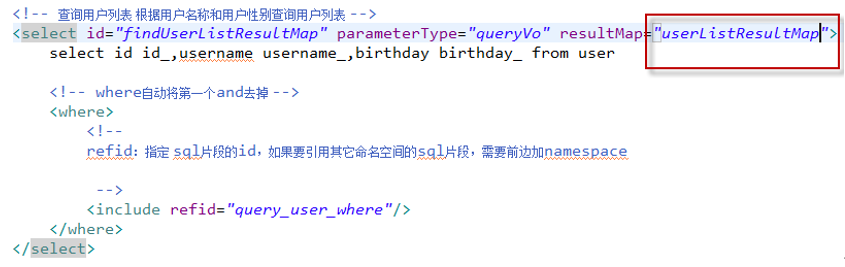 <!-- 查询用户列表 根据用户名称和用户性别查询用户列表 -->
<select id="findUserListResultMap" parameterType="queryVo" resultMap="userListResultMap">
select id id_,username username_,birthday birthday_ from user
<!-- where自动将第一个and去掉 -->
<where>
<!--
refid：指定 sql片段的id，如果要引用其它命名空间的sql片段，需要前边加namespace
-->
<include refid="query_user_where"/>
</where>
</select>